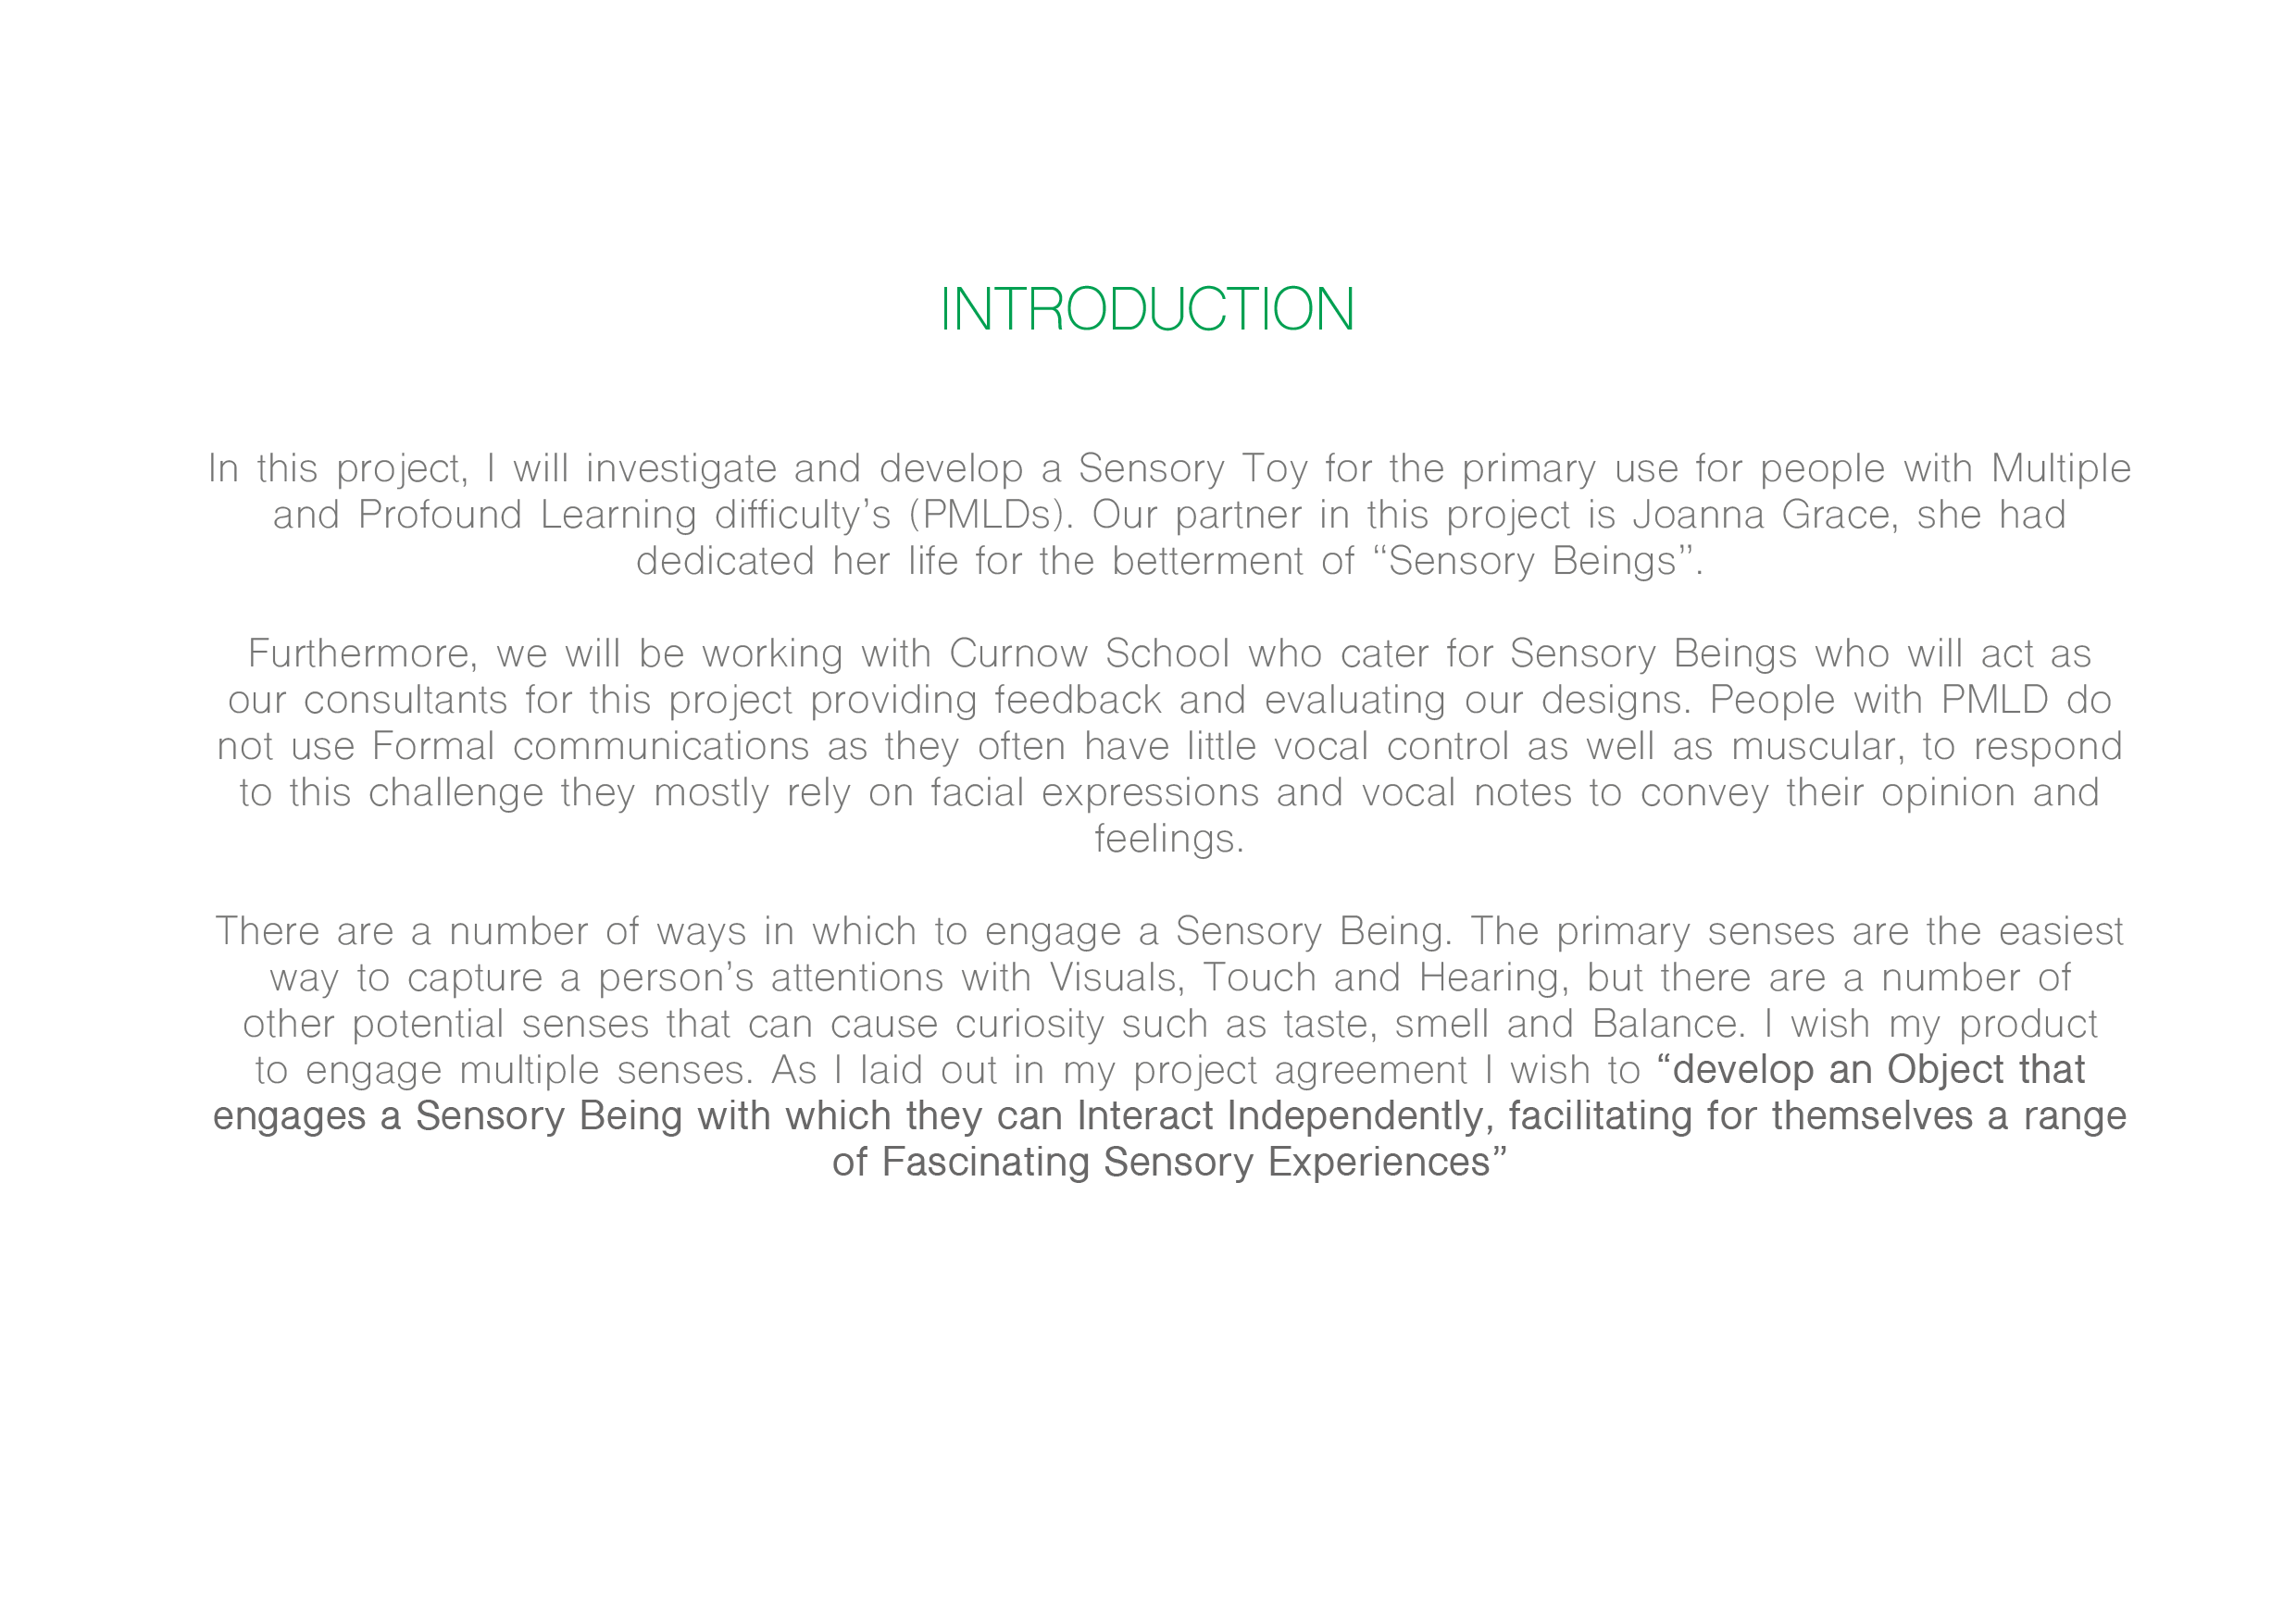 INTRODUCTION
In this project, I will investigate and develop a Sensory Toy for the primary use for people with Multiple
and Profound Learning difficulty’s (PMLDs). Our partner in this project is Joanna Grace, she had
dedicated her life for the betterment of “Sensory Beings”.
Furthermore, we will be working with Curnow School who cater for Sensory Beings who will act as
our consultants for this project providing feedback and evaluating our designs. People with PMLD do
not use Formal communications as they often have little vocal control as well as muscular, to respond
to this challenge they mostly rely on facial expressions and vocal notes to convey their opinion and
feelings.
There are a number of ways in which to engage a Sensory Being. The primary senses are the easiest
way to capture a person’s attentions with Visuals, Touch and Hearing, but there are a number of
other potential senses that can cause curiosity such as taste, smell and Balance. I wish my product
to engage multiple senses. As I laid out in my project agreement I wish to “develop an Object that
engages a Sensory Being with which they can Interact Independently, facilitating for themselves a range
of Fascinating Sensory Experiences”